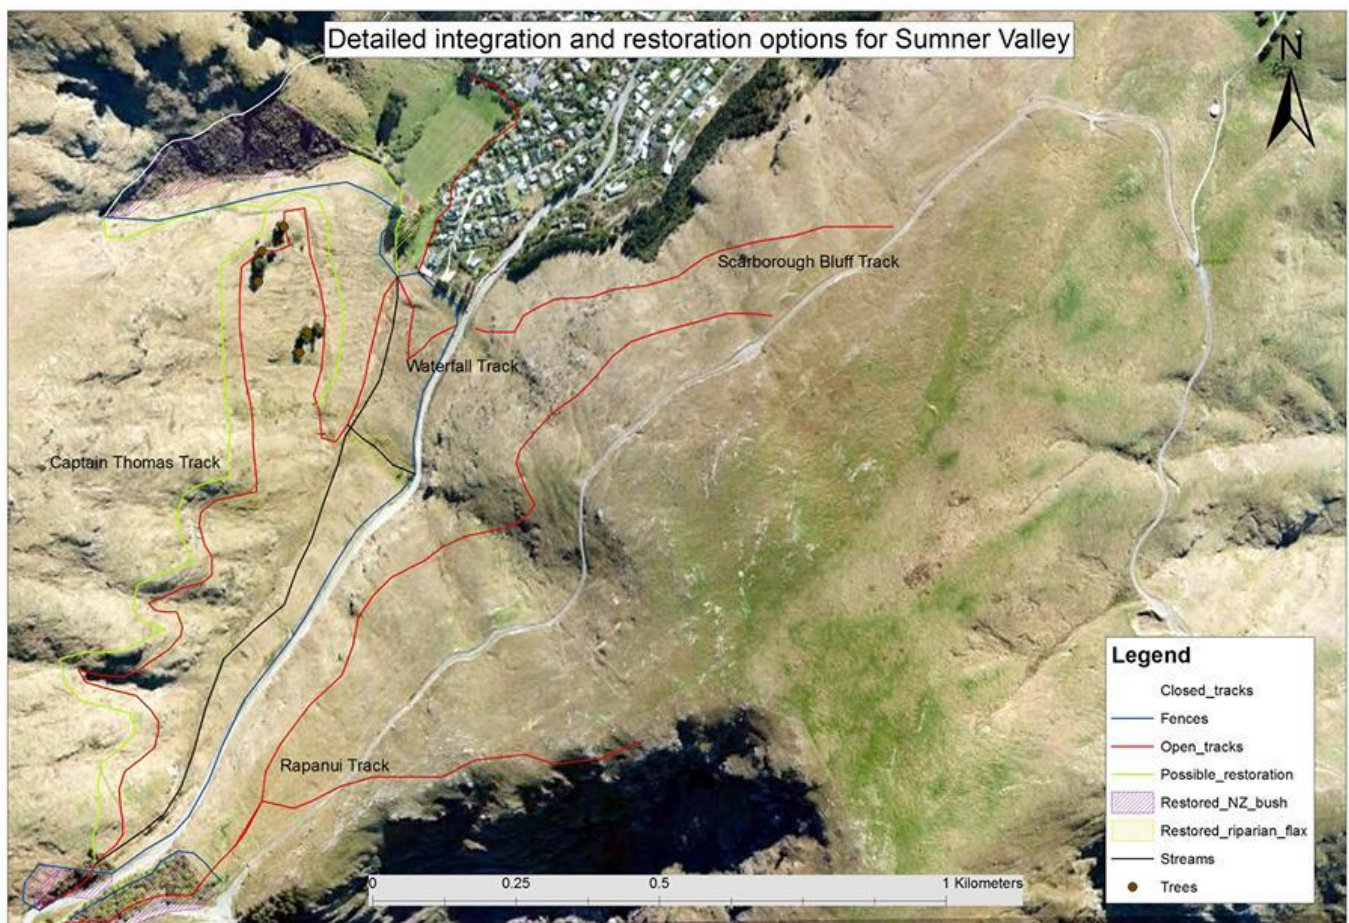 Detailed integration and restoration options for Sumner Valley
N
Scarborough Bluff Track
Waterfall Track
Captain Thomas Track
Rapanui Track
Legend
Closed_tracks
Fences
Open_tracks
Possible_restoration
Restored_NZ_bush
Restored_riparian_flax
Streams
Trees
0 0.25 0.5 1 Kilometers